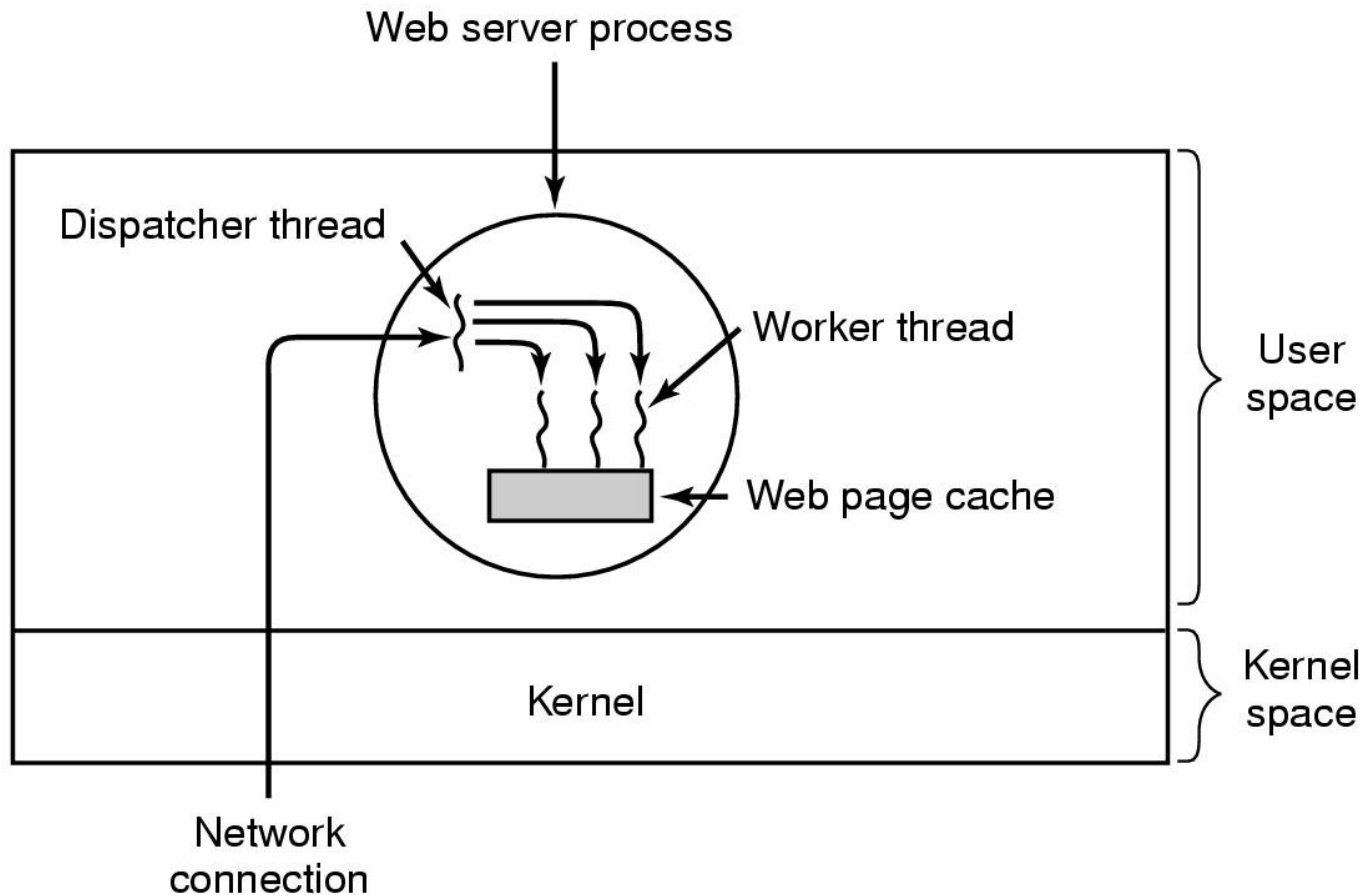 Web server process
Dispatcher thread
Worker thread
User
space
Web page cache
Kernel
Kernel
space
Network
connection